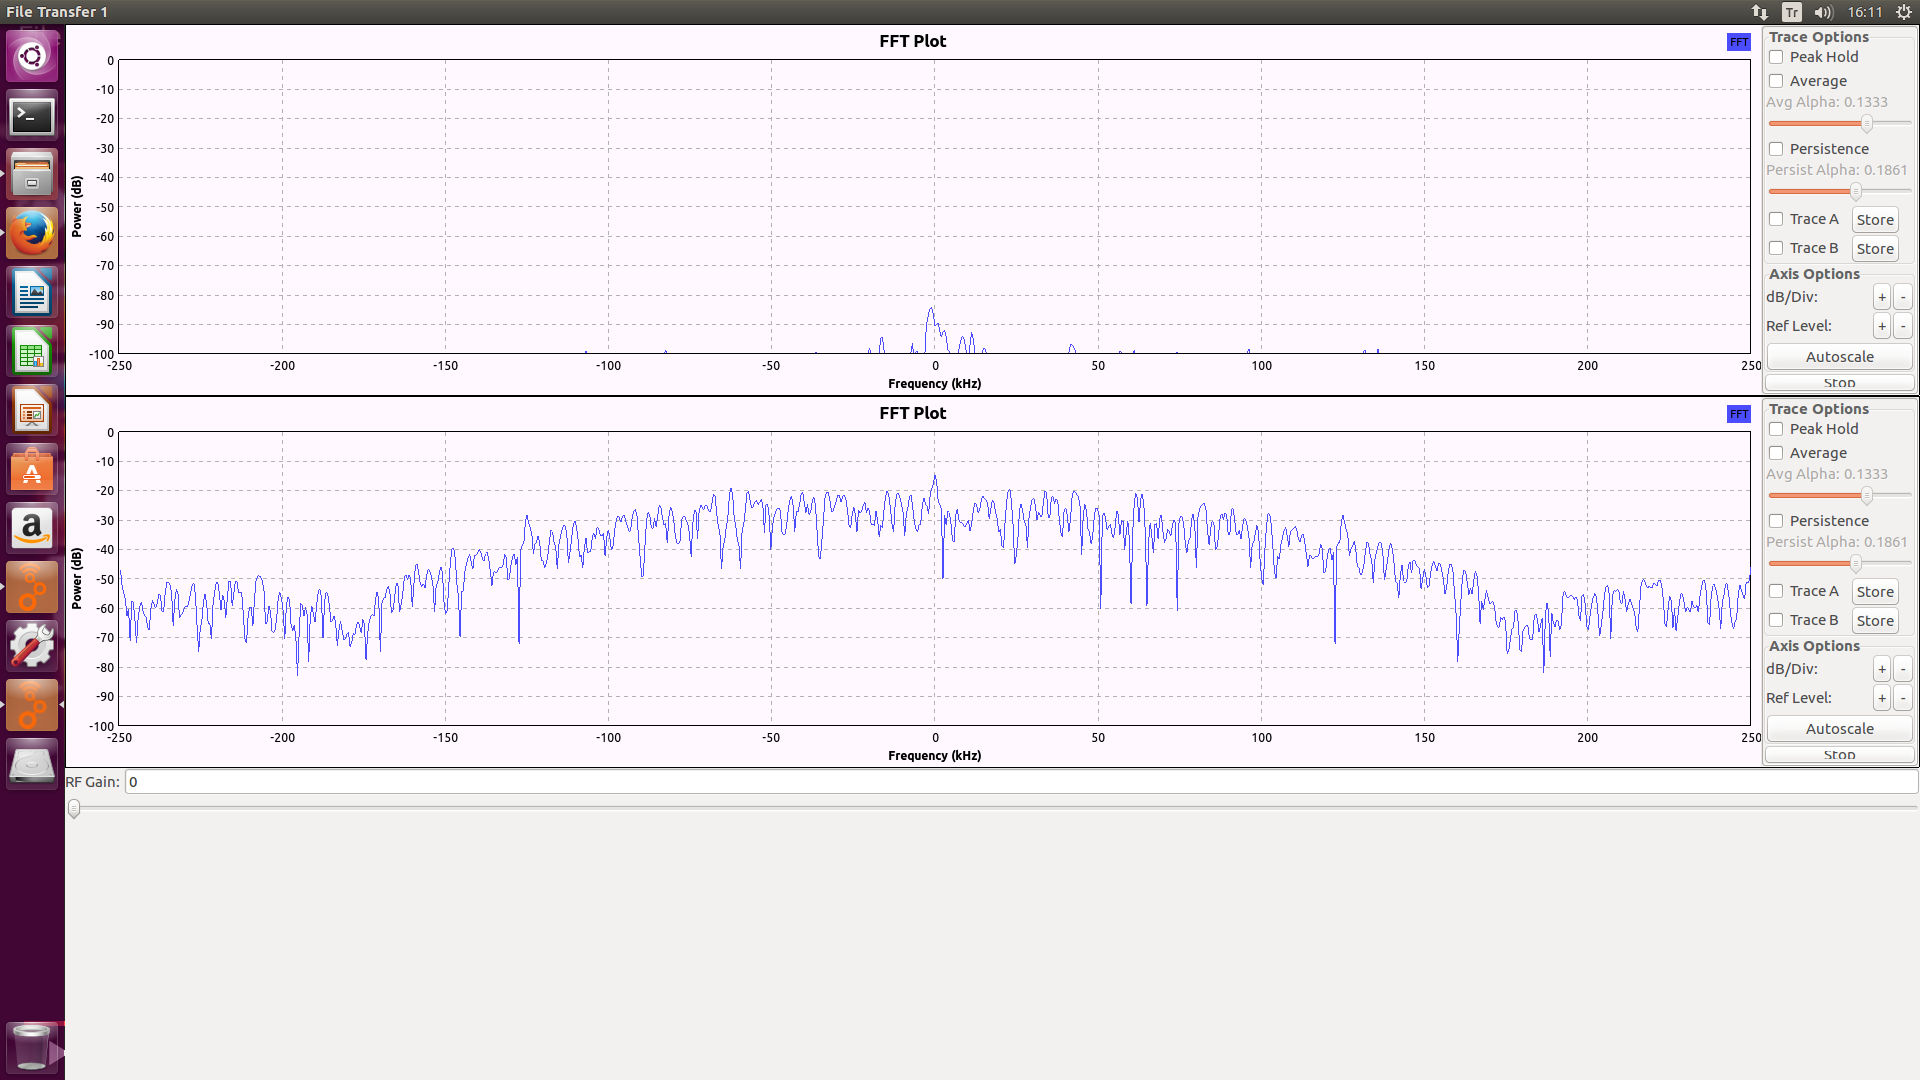 File Transfer 1
Tr
16:11
FFT Plot
FFT
Power (dB)
0
-10
-20
-30
-40
-50
-60
-70
-80
-90
-100
-250 -200 -150 -100 -50 0 50 100 150 200 250
Frequency (kHz)
Trace Options
Peak Hold
Average
Avg Alpha: 0.1333
Persistence
Persist Alpha: 0.1861
Trace A Store
Trace B Store
Axis Options
dB/Div: + -
Ref Level: + -
Autoscale
Stop
FFT Plot
FFT
Power (dB)
0
-10
-20
-30
-40
-50
-60
-70
-80
-90
-100
-250 -200 -150 -100 -50 0 50 100 150 200 250
Frequency (kHz)
Trace Options
Peak Hold
Average
Avg Alpha: 0.1333
Persistence
Persist Alpha: 0.1861
Trace A Store
Trace B Store
Axis Options
dB/Div: + -
Ref Level: + -
Autoscale
Stop
RF Gain: 0